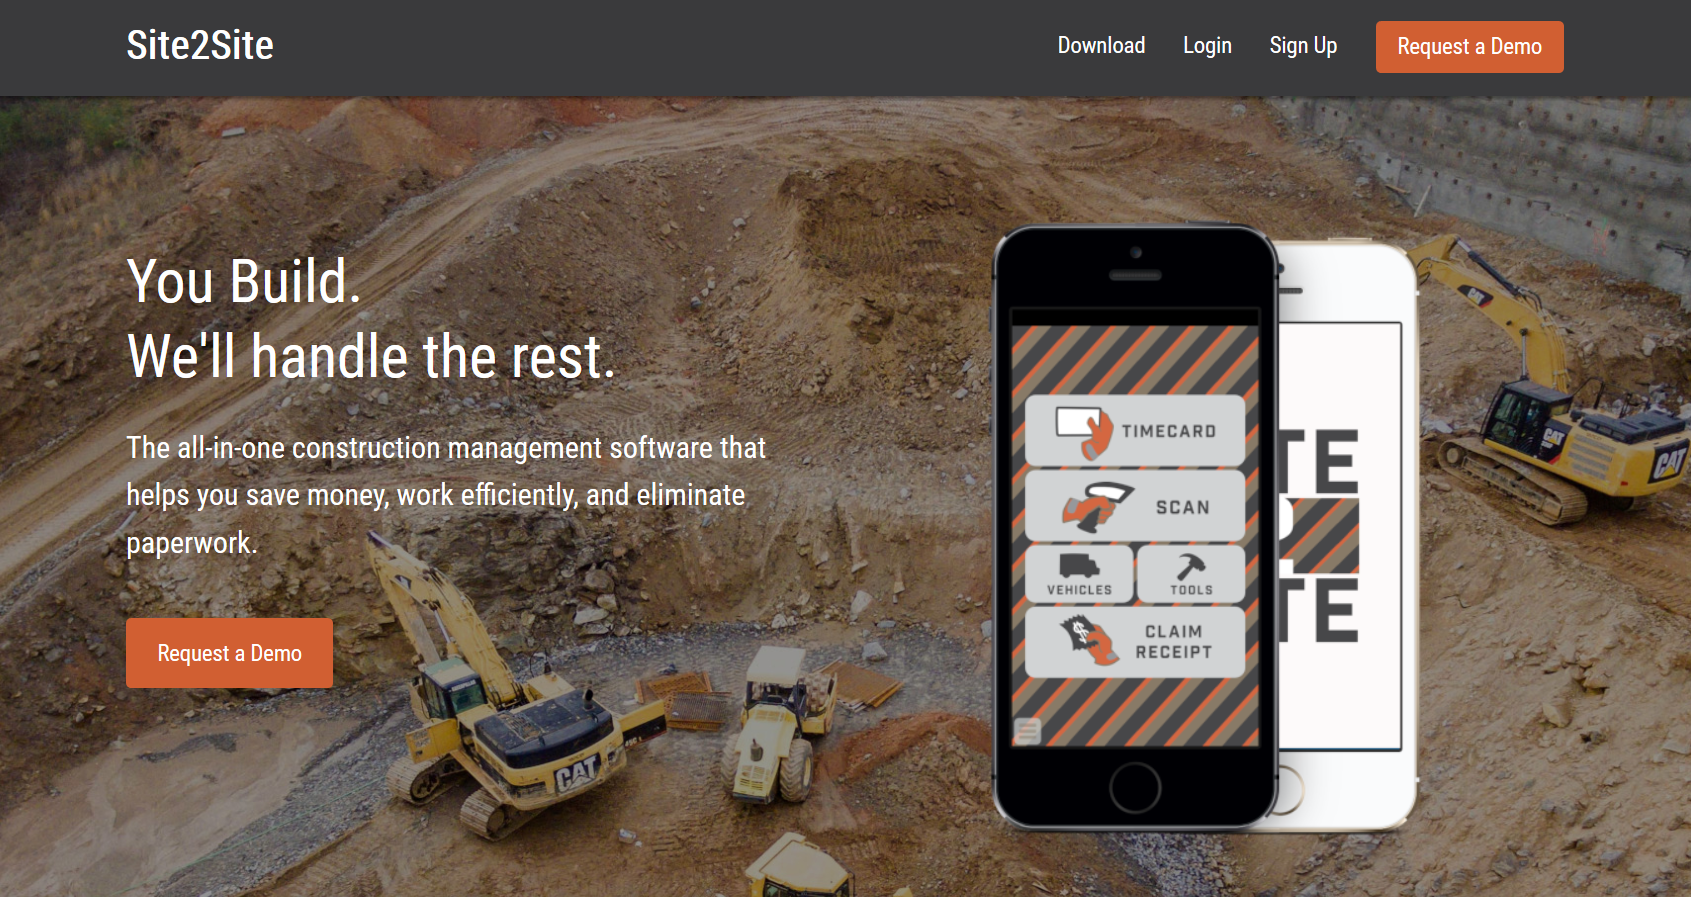 Site2Site
Download
Login
Sign Up
Request a Demo
You Build.
We'll handle the rest.
The all-in-one construction management software that
helps you save money, work efficiently, and eliminate
paperwork.
Request a Demo
TIMECARD
SCAN
VEHICLES
TOOLS
CLAIM
RECEIPT
TE
TE
CAT
CAT
CAT
CAT